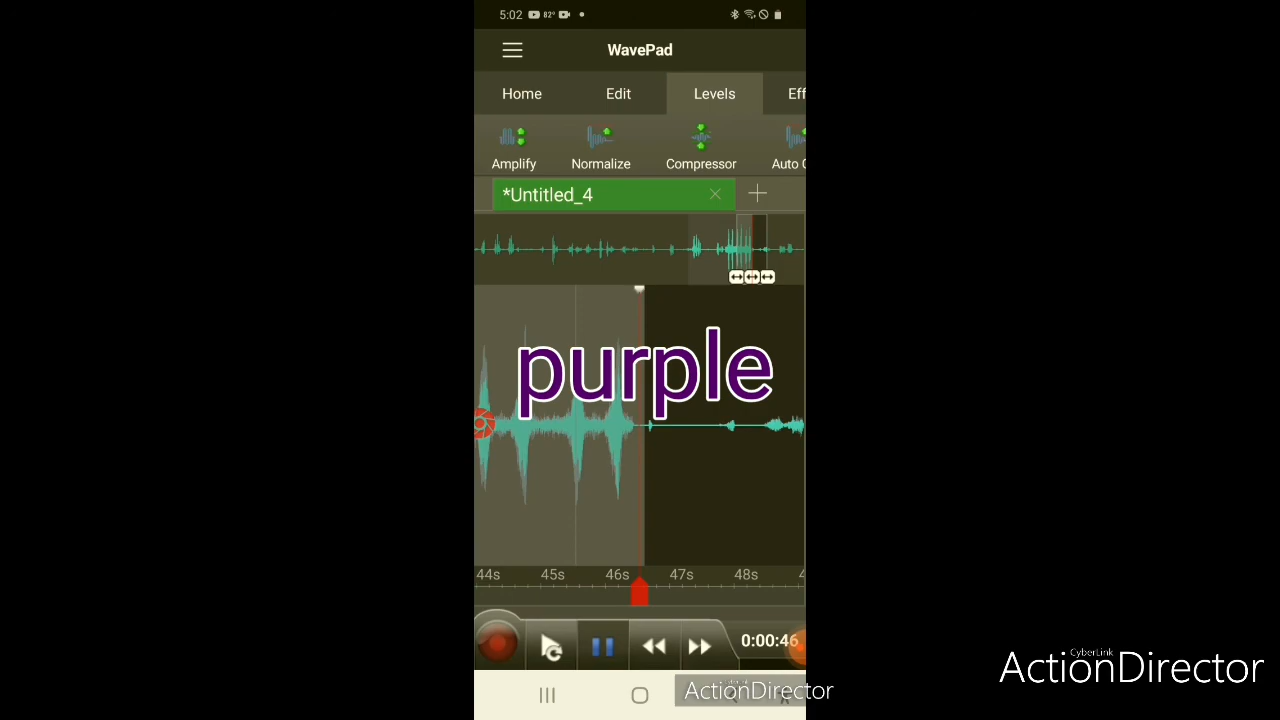 5:02 82°
WavePad
Home Edit Levels Eff
Amplify Normalize Compressor Auto
*Untitled_4
purple
44s 45s 46s 47s 48s
0:00:46
CyberLink
ActionDirector
ActionDirector